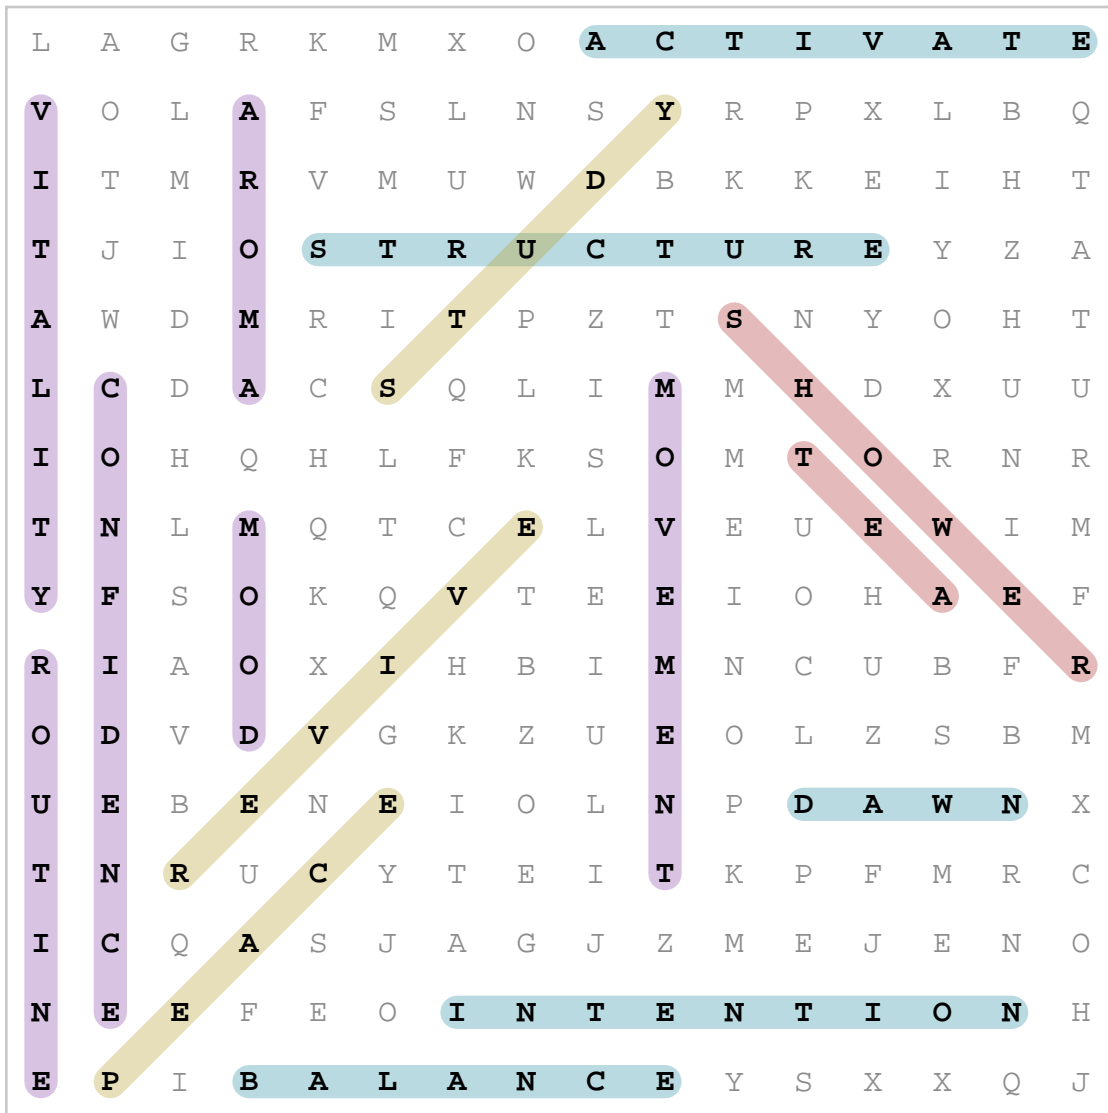 L A G R K M X O A C T I V A T E
V O L A F S L N S Y R P X L B Q
I T M R V M U W D B K K E I H T
T J I O S T R U C T U R E Y Z A
A W D M R I T P Z T S N Y O H T
L C D A C S Q L I M M H D X U U
I O H Q H L F K S O M T O R N R
T N L M Q T C E L V E U E W I M
Y F S O K Q V T E E I O H A E F
R I A O X I H B I M N C U B F R
O D V D V G K Z U E O L Z S B M
U E B E N E I O L N P D A W N X
T N R U C Y T E I T K P F M R C
I C Q A S J A G J Z M E J E N O
N E E F E O I N T E N T I O N H
E P I B A L A N C E Y S X X Q J